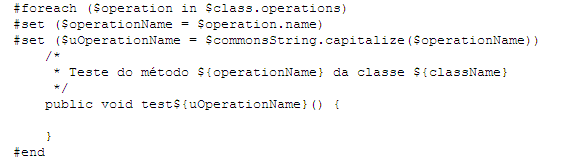 #foreach ($operation in $class.operations)
#set ($operationName = $operation.name)
#set ($uOperationName = $commonsString.capitalize($operationName))
    /*
     * Teste do método ${operationName} da classe ${className}
     */
    public void test${uOperationName}() {

    }
#end